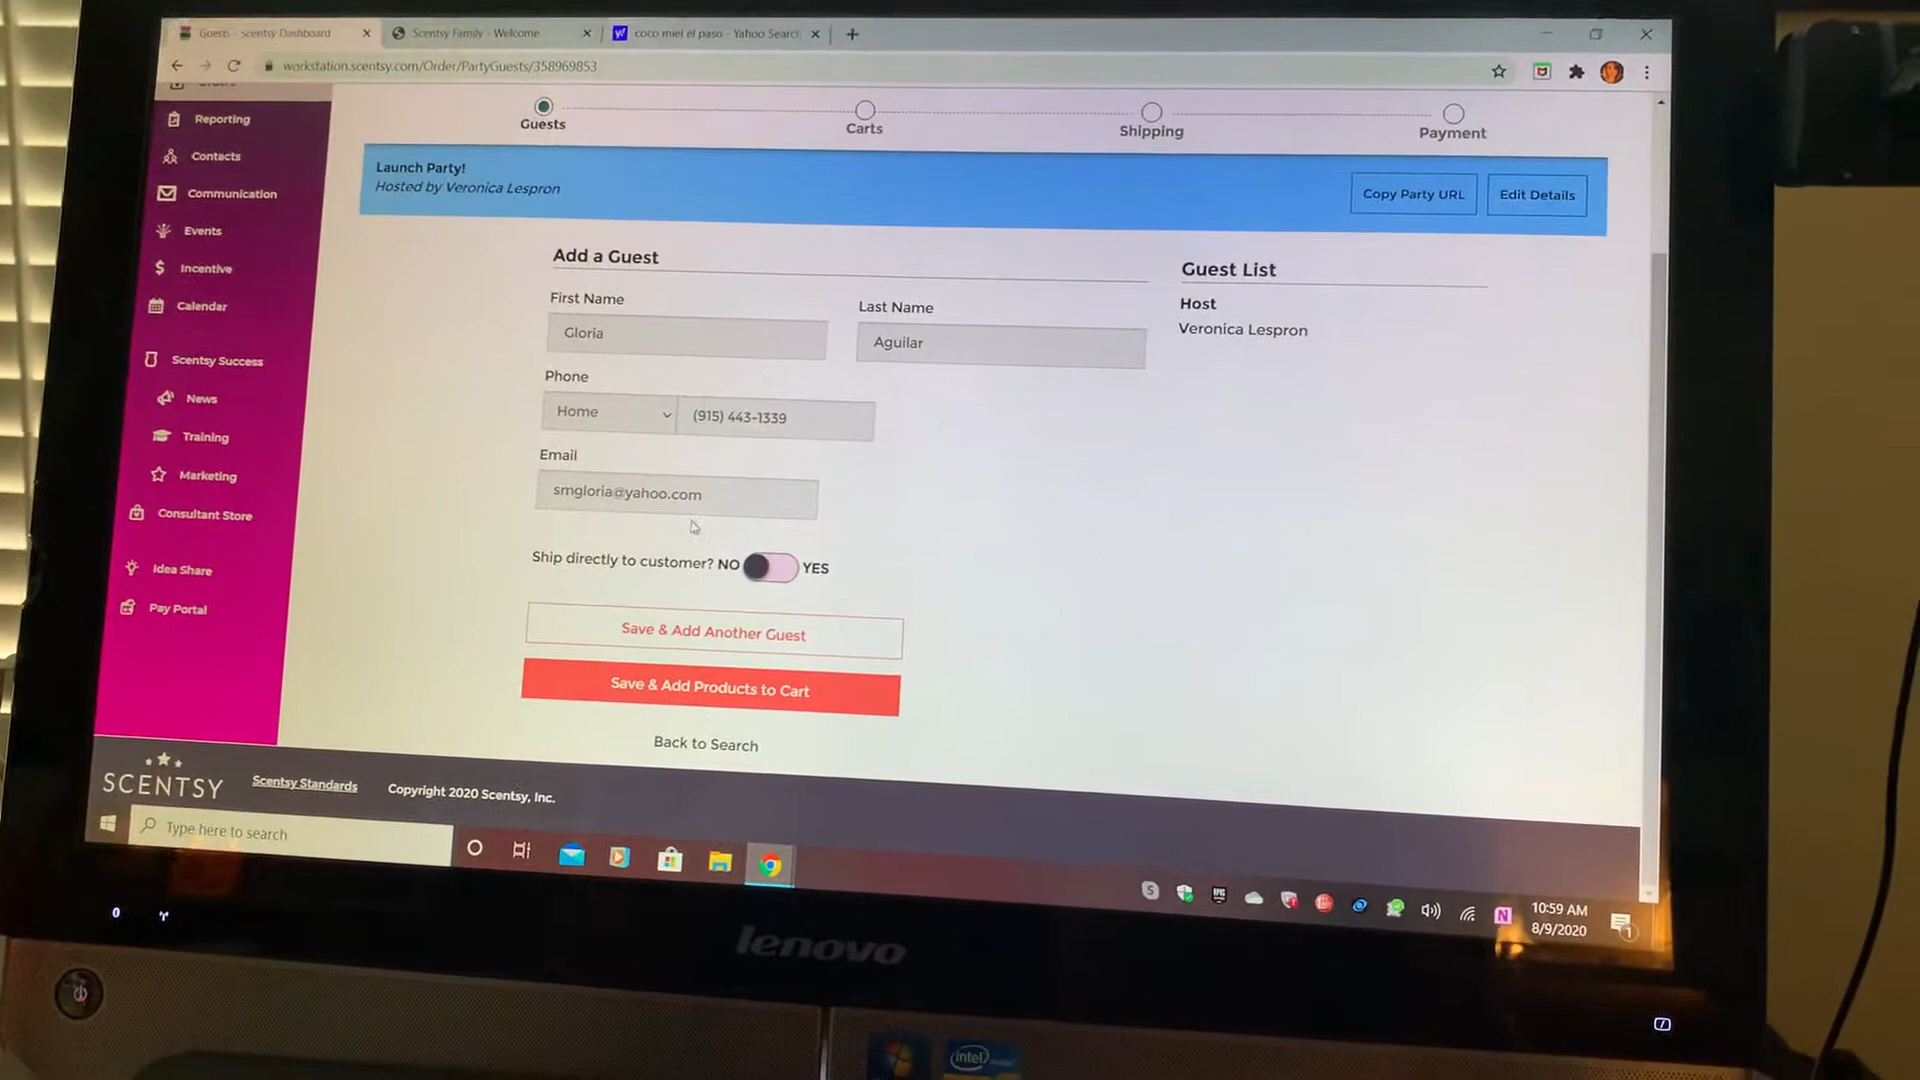 Guests - Scentsy Dashboard
Scentsy Family - Welcome
coco miel el paso - Yahoo Search
workstation.scentsy.com/Order/PartyGuests/358969853
Reporting
Contacts
Communication
Events
Incentive
Calendar
Scentsy Success
News
Training
Marketing
Consultant Store
Idea Share
Pay Portal
Guests
Carts
Shipping
Payment
Launch Party!
Hosted by Veronica Lespron
Copy Party URL
Edit Details
Add a Guest
First Name
Gloria
Last Name
Aguilar
Phone
Home
(915) 443-1339
Email
smgloria@yahoo.com
Ship directly to customer? NO YES
Save & Add Another Guest
Save & Add Products to Cart
Back to Search
Guest List
Host
Veronica Lespron
SCENTSY
Scentsy Standards
Copyright 2020 Scentsy, Inc.
Type here to search
10:59 AM
8/9/2020
1
lenovo
intel